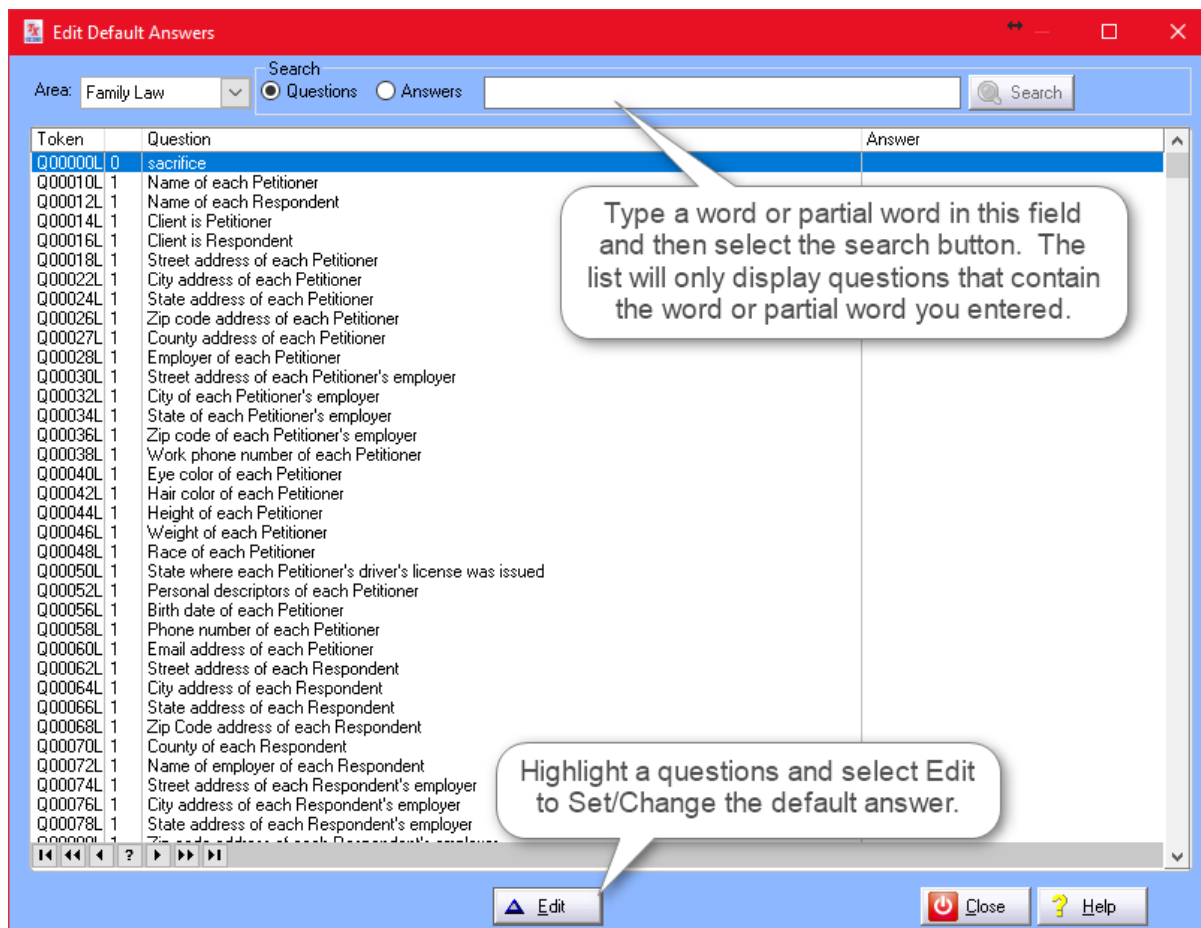 Edit Default Answers
Area: Family Law Search Questions Answers Search
Token Question Answer
Q00000L 0 sacrifice
Q00010L 1 Name of each Petitioner
Q00012L 1 Name of each Respondent
Q00014L 1 Client is Petitioner
Q00016L 1 Client is Respondent
Q00018L 1 Street address of each Petitioner
Q00022L 1 City address of each Petitioner
Q00024L 1 State address of each Petitioner
Q00026L 1 Zip code address of each Petitioner
Q00027L 1 County address of each Petitioner
Q00028L 1 Employer of each Petitioner
Q00030L 1 Street address of each Petitioner's employer
Q00032L 1 City of each Petitioner's employer
Q00034L 1 State of each Petitioner's employer
Q00036L 1 Zip code of each Petitioner's employer
Q00038L 1 Work phone number of each Petitioner
Q00040L 1 Eye color of each Petitioner
Q00042L 1 Hair color of each Petitioner
Q00044L 1 Height of each Petitioner
Q00046L 1 Weight of each Petitioner
Q00048L 1 Race of each Petitioner
Q00050L 1 State where each Petitioner's driver's license was issued
Q00052L 1 Personal descriptors of each Petitioner
Q00056L 1 Birth date of each Petitioner
Q00058L 1 Phone number of each Petitioner
Q00060L 1 Email address of each Petitioner
Q00062L 1 Street address of each Respondent
Q00064L 1 City address of each Respondent
Q00066L 1 State address of each Respondent
Q00068L 1 Zip Code address of each Respondent
Q00070L 1 County of each Respondent
Q00072L 1 Name of employer of each Respondent
Q00074L 1 Street address of each Respondent's employer
Q00076L 1 City address of each Respondent's employer
Q00078L 1 State address of each Respondent's employer
Type a word or partial word in this field
and then select the search button. The
list will only display questions that contain
the word or partial word you entered.
Highlight a questions and select Edit
to Set/Change the default answer.
Edit Close Help